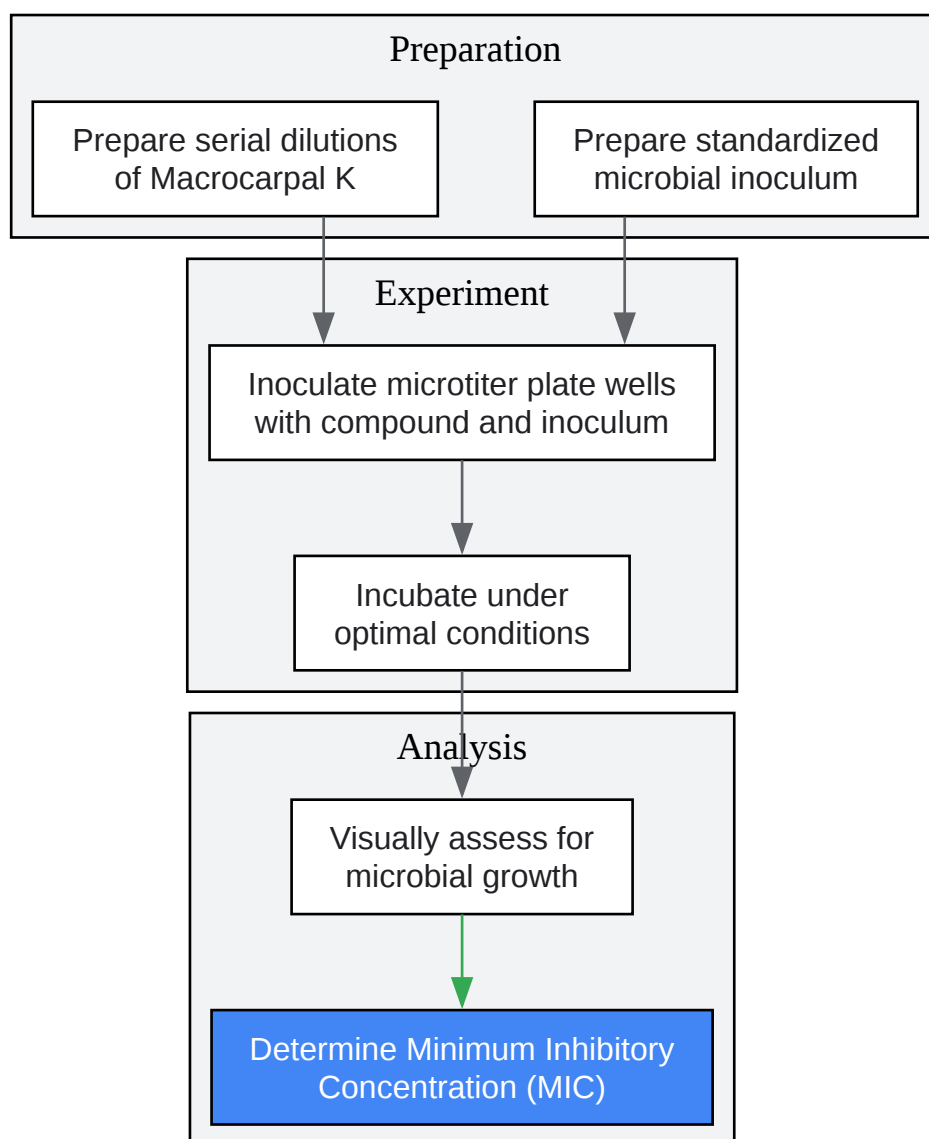 Preparation
Prepare serial dilutions
of Macrocarpal K
Prepare standardized
microbial inoculum
Experiment
Inoculate microtiter plate wells
with compound and inoculum
Incubate under
optimal conditions
Analysis
Visually assess for
microbial growth
Determine Minimum Inhibitory
Concentration (MIC)